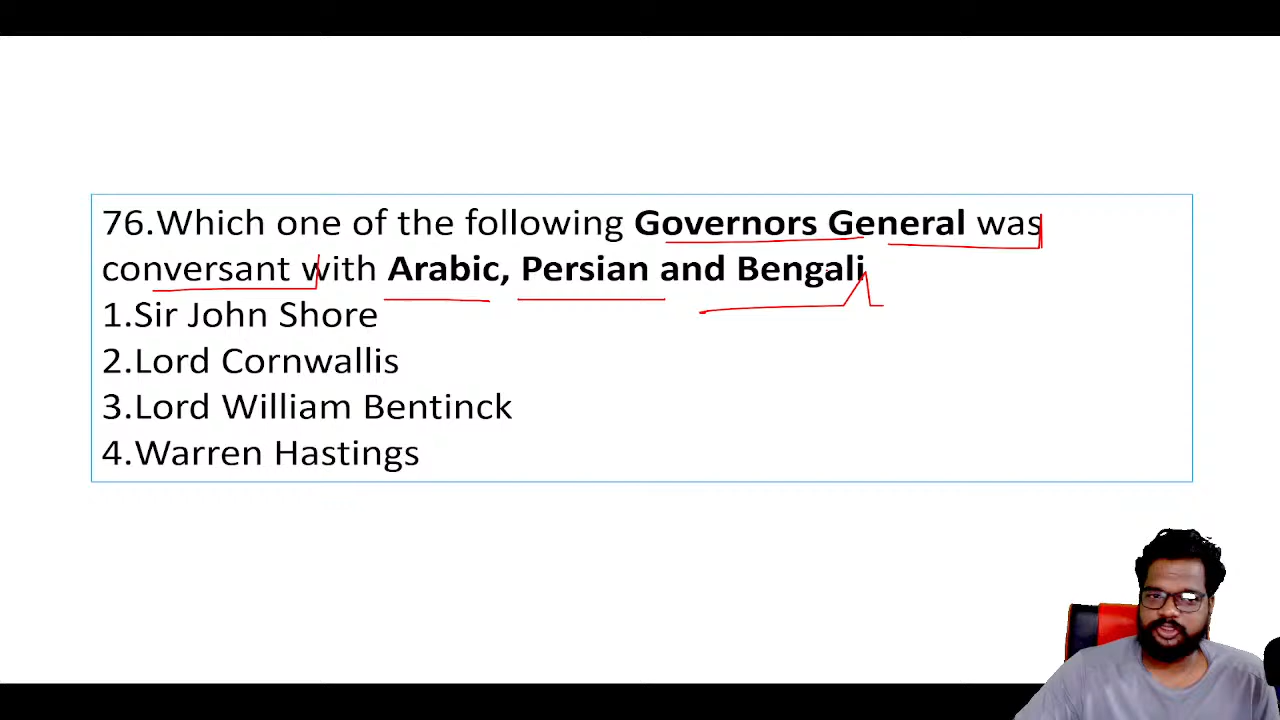 76.Which one of the following Governors General was
conversant with Arabic, Persian and Bengali
1.Sir John Shore
2.Lord Cornwallis
3.Lord William Bentinck
4.Warren Hastings